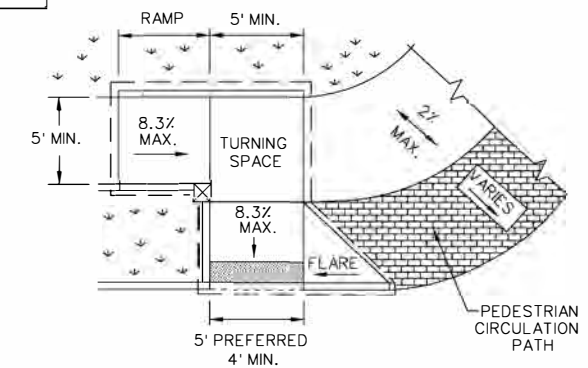 RAMP
5' MIN.
5' MIN.
8.3%
MAX.
TURNING
SPACE
2%
MAX.
8.3%
MAX.
FLARE
VARIES
PEDESTRIAN
CIRCULATION
PATH
5' PREFERRED
4' MIN.